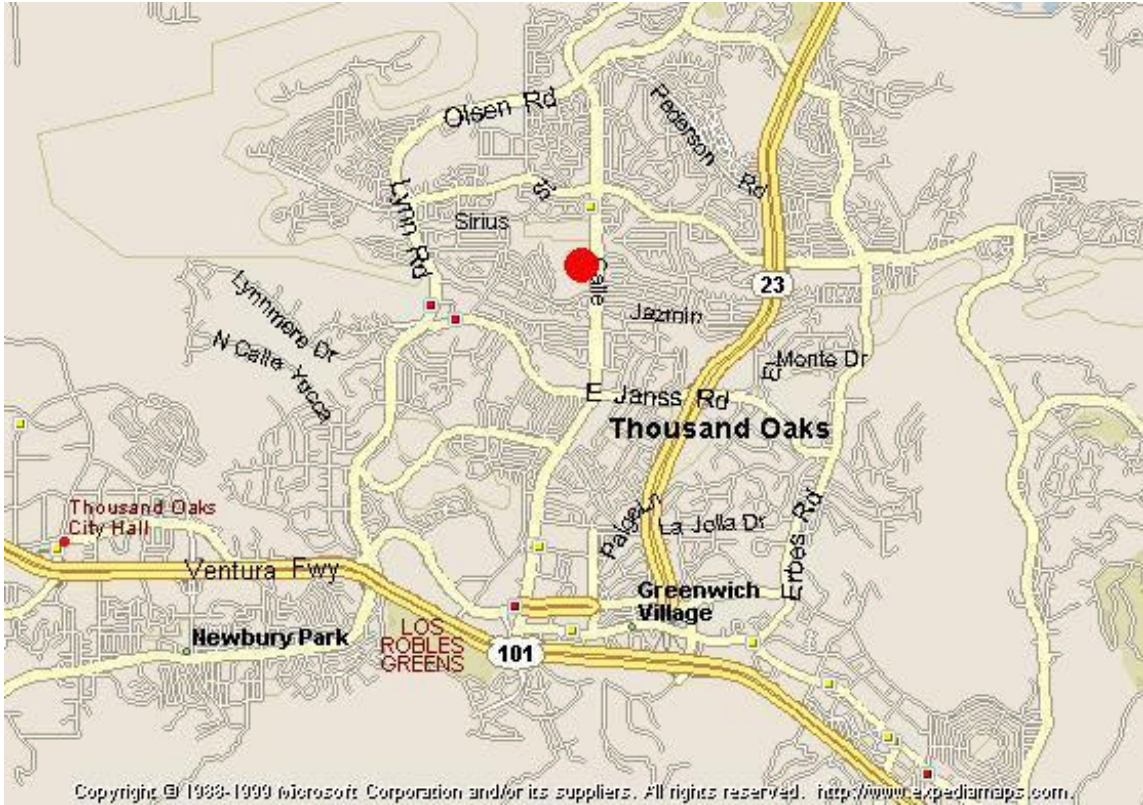 Olsen Rd
Pederson
Rd
Lynn Rd
Sirius
Calle
23
Lynnmere Dr
N Calle Yucca
Jazmin
El
Monte Dr
E Janss Rd
Thousand Oaks
Thousand Oaks
City Hall
Paige
La Jolla Dr
Erbes Rd
Ventura Fwy
Greenwich
Village
Newbury Park
LOS
ROBLES
GREENS
101
Copyright © 1988-1999 Microsoft Corporation and/or its suppliers. All rights reserved. http://www.expediamaps.com.